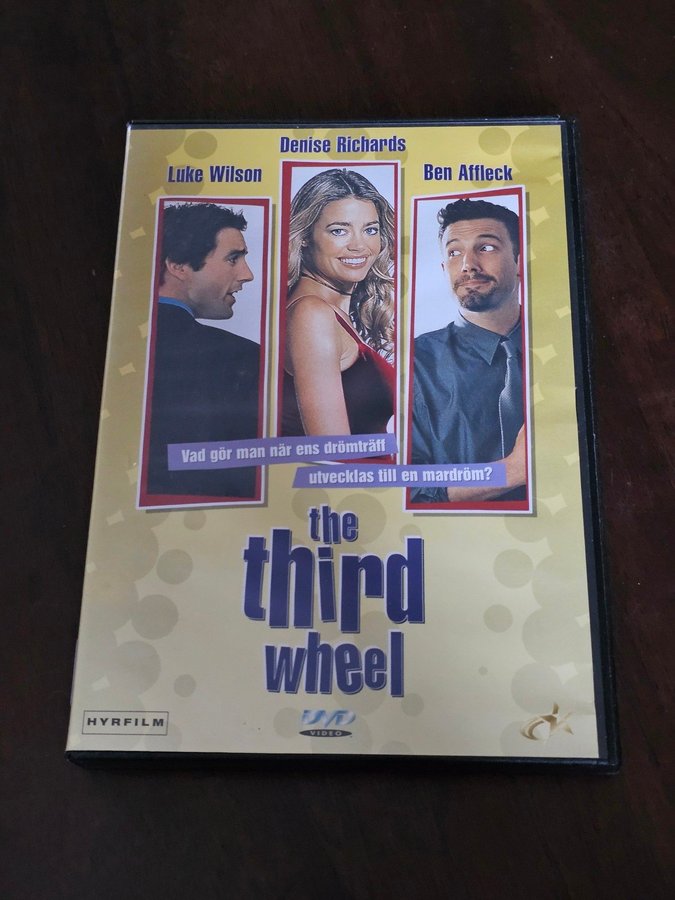 Denise Richards
Luke Wilson
Ben Affleck
Vad gör man när ens drömträff
utvecklas till en mardröm?
the
third
wheel
HYRFILM
DVD
VIDEO